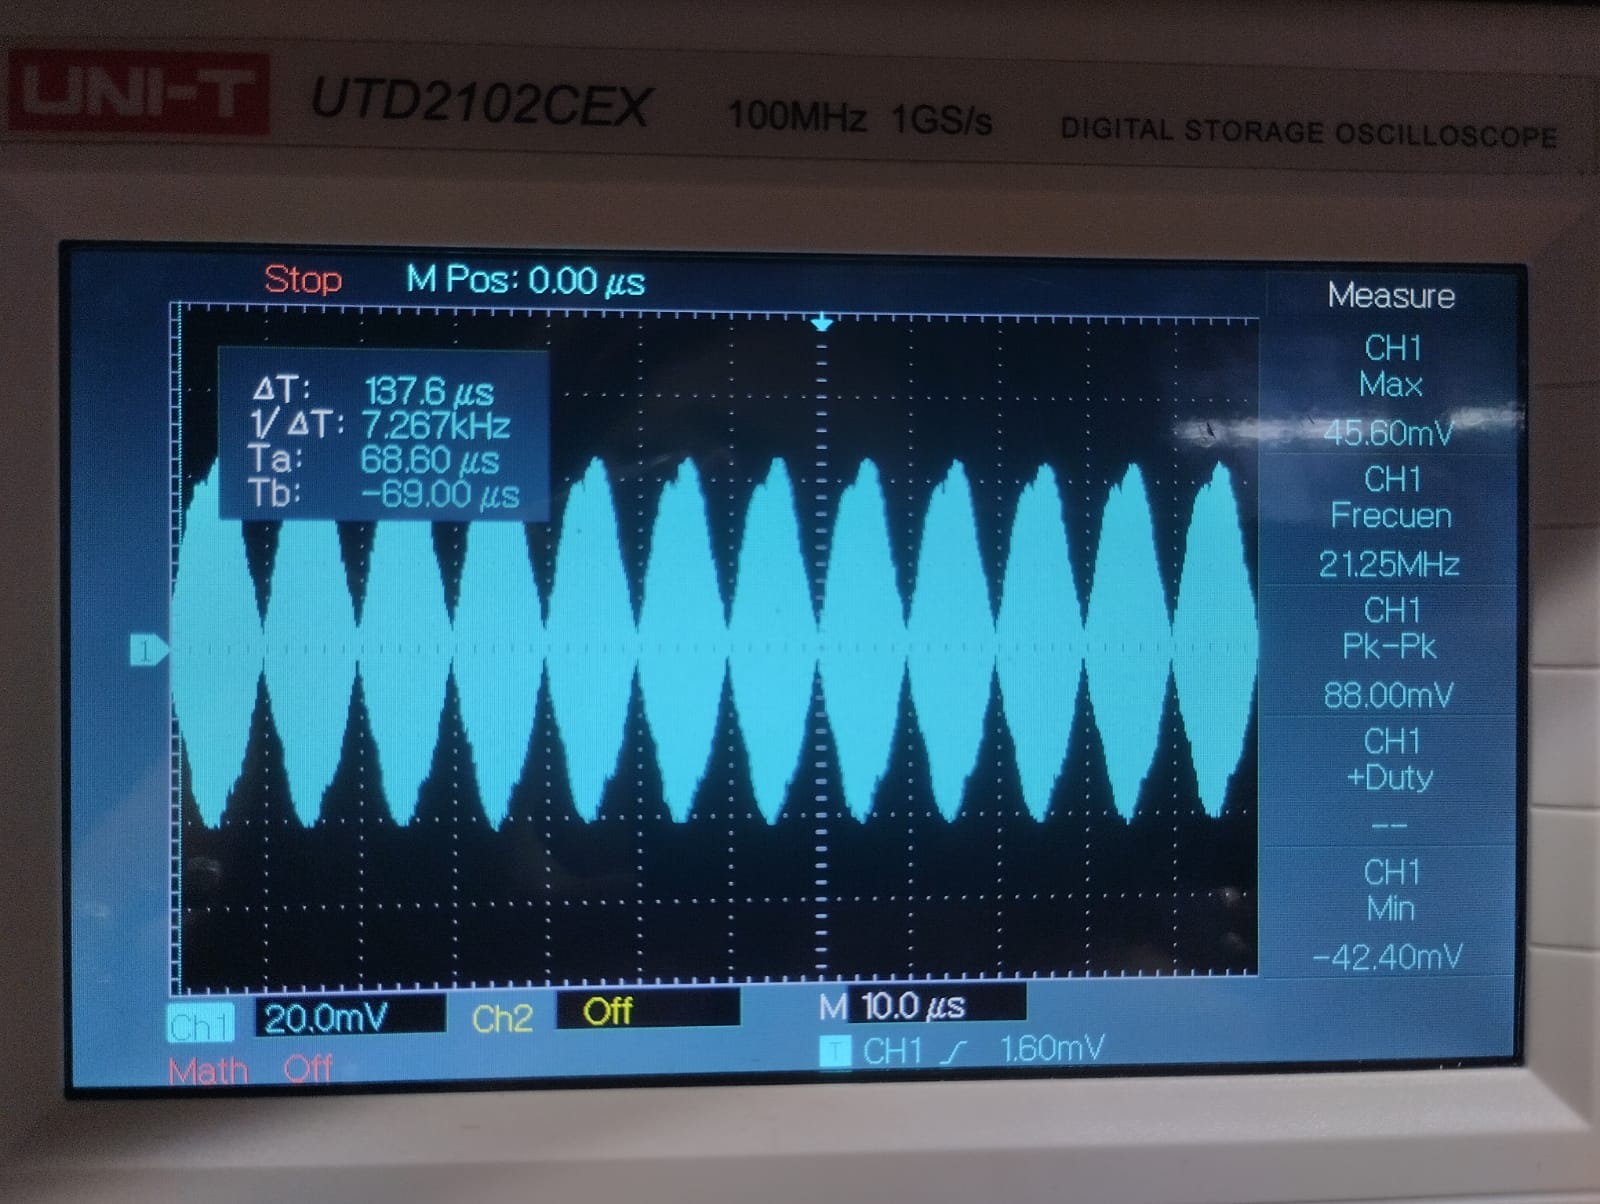 UNI-T UTD2102CEX 100MHz 1GS/s DIGITAL STORAGE OSCILLOSCOPE
Stop M Pos: 0.00 µs
Measure
ΔT: 137.6 µs
1/ΔT: 7.267kHz
Ta: 68.60 µs
Tb: -69.00 µs
CH1
Max
45.60mV
CH1
Frecuen
21.25MHz
1
CH1
Pk-Pk
88.00mV
CH1
+Duty
--
CH1
Min
-42.40mV
Ch1 20.0mV Ch2 Off M 10.0 µs
Math Off T CH1 1.60mV